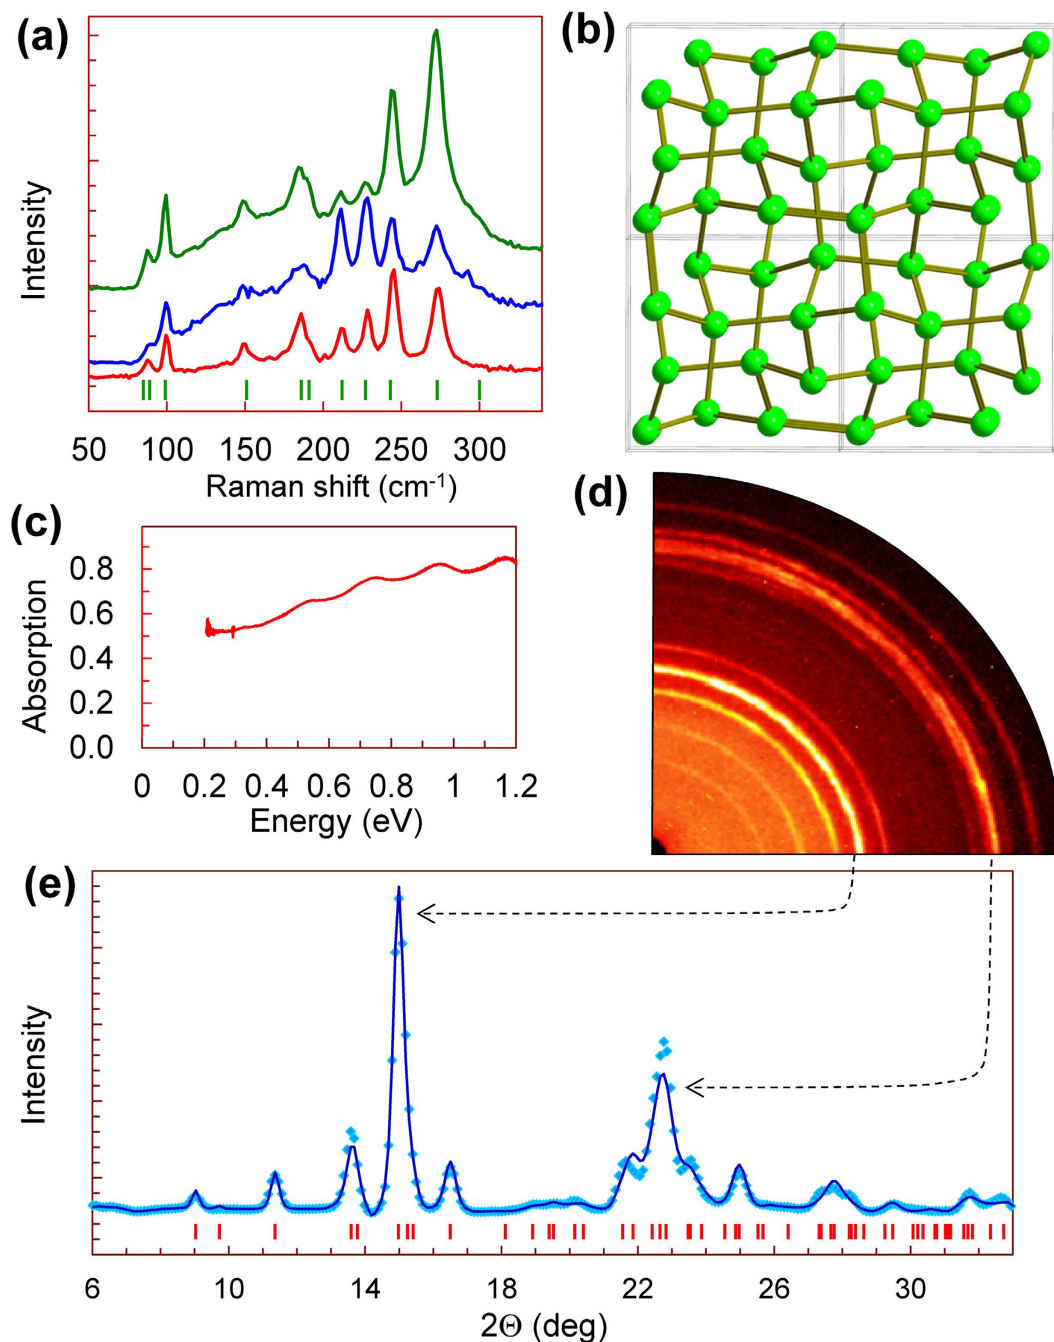 (a)
Intensity
50 100 150 200 250 300
Raman shift (cm⁻¹)
(b)
(c)
Absorption
0.8
0.6
0.4
0.2
0.0
0 0.2 0.4 0.6 0.8 1 1.2
Energy (eV)
(d)
(e)
Intensity
6 10 14 18 22 26 30
2Θ (deg)